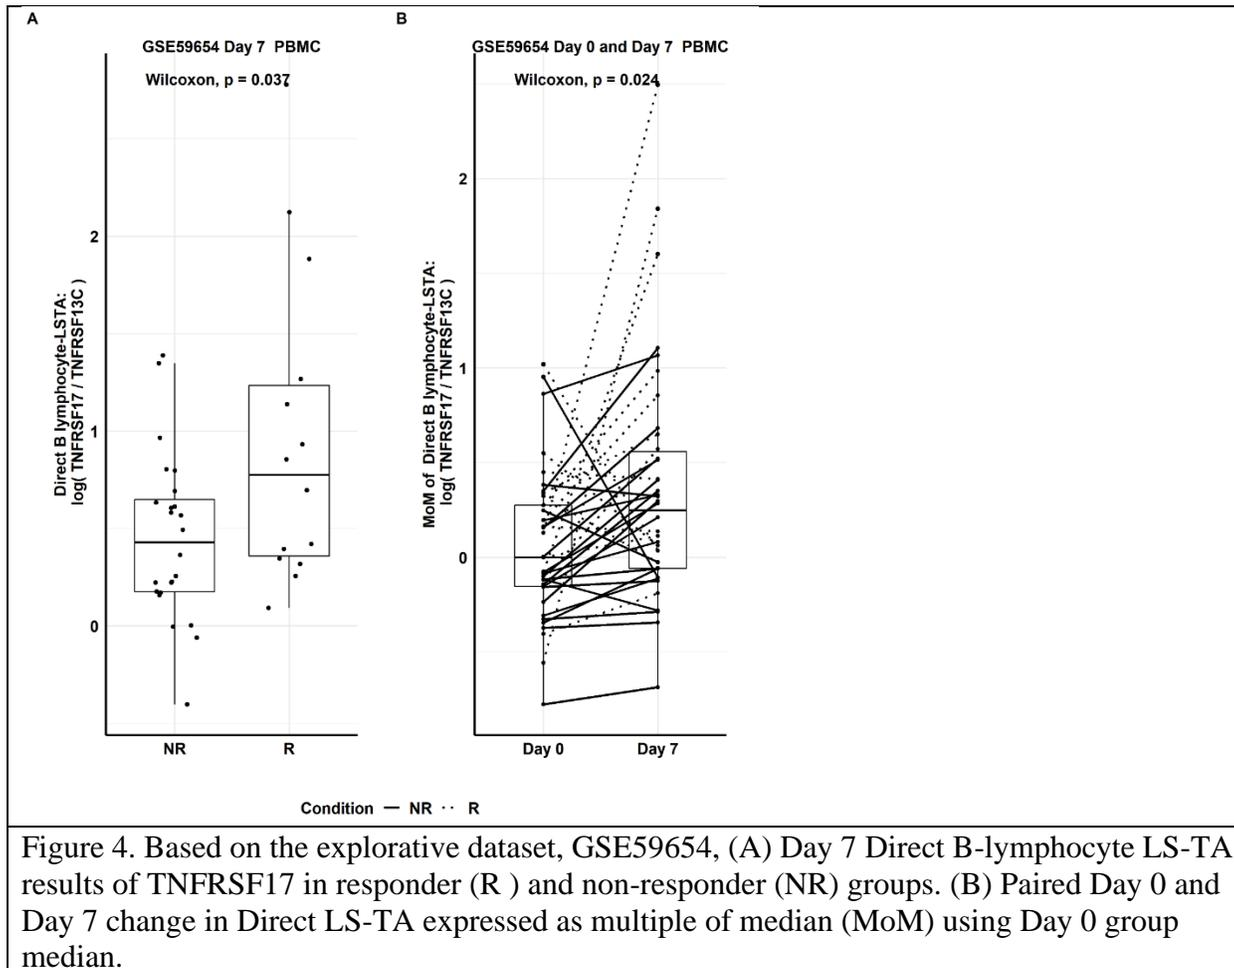 A
GSE59654 Day 7 PBMC
Wilcoxon, p = 0.037
Direct B lymphocyte-LSTA:
log( TNFRSF17 / TNFRSF13C )
2
1
0
NR
R
B
GSE59654 Day 0 and Day 7 PBMC
Wilcoxon, p = 0.024
MoM of Direct B lymphocyte-LSTA:
log( TNFRSF17 / TNFRSF13C )
2
1
0
Day 0
Day 7
Condition NR R
Figure 4. Based on the explorative dataset, GSE59654, (A) Day 7 Direct B-lymphocyte LS-TA
results of TNFRSF17 in responder (R ) and non-responder (NR) groups. (B) Paired Day 0 and
Day 7 change in Direct LS-TA expressed as multiple of median (MoM) using Day 0 group
median.